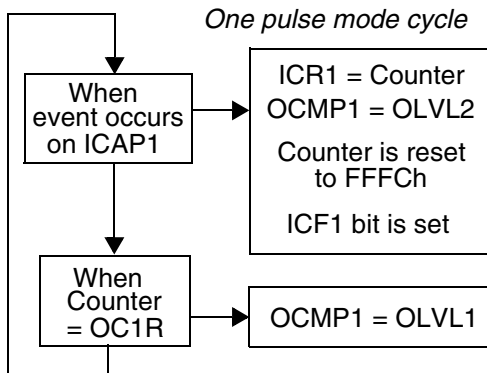 One pulse mode cycle
When
event occurs
on ICAP1
ICR1 = Counter
OCMP1 = OLVL2
Counter is reset
to FFFCh
ICF1 bit is set
When
Counter
= OC1R
OCMP1 = OLVL1